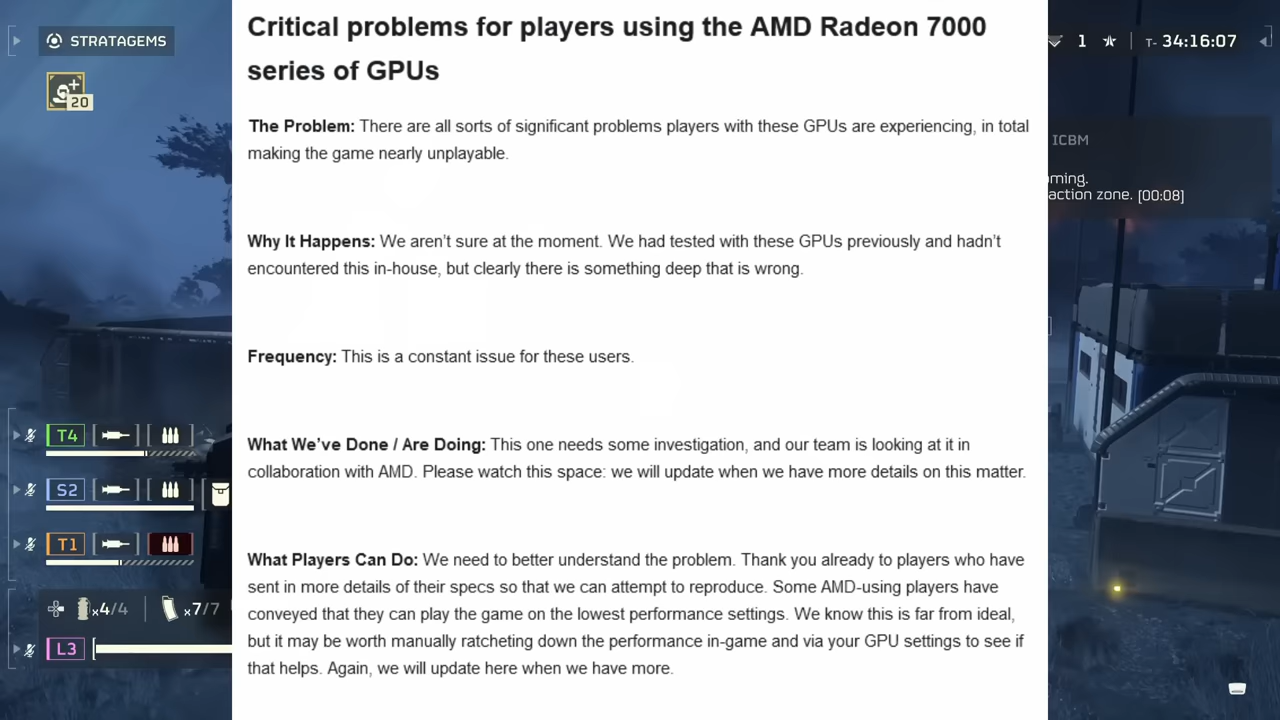 STRATAGEMS
20
1
T- 34:16:07
ICBM
oming.
action zone. [00:08]
Critical problems for players using the AMD Radeon 7000
series of GPUs
The Problem: There are all sorts of significant problems players with these GPUs are experiencing, in total
making the game nearly unplayable.
Why It Happens: We aren’t sure at the moment. We had tested with these GPUs previously and hadn’t
encountered this in-house, but clearly there is something deep that is wrong.
Frequency: This is a constant issue for these users.
What We’ve Done / Are Doing: This one needs some investigation, and our team is looking at it in
collaboration with AMD. Please watch this space: we will update when we have more details on this matter.
What Players Can Do: We need to better understand the problem. Thank you already to players who have
sent in more details of their specs so that we can attempt to reproduce. Some AMD-using players have
conveyed that they can play the game on the lowest performance settings. We know this is far from ideal,
but it may be worth manually ratcheting down the performance in-game and via your GPU settings to see if
that helps. Again, we will update here when we have more.
T4
S2
T1
x4/4
x7/7
L3